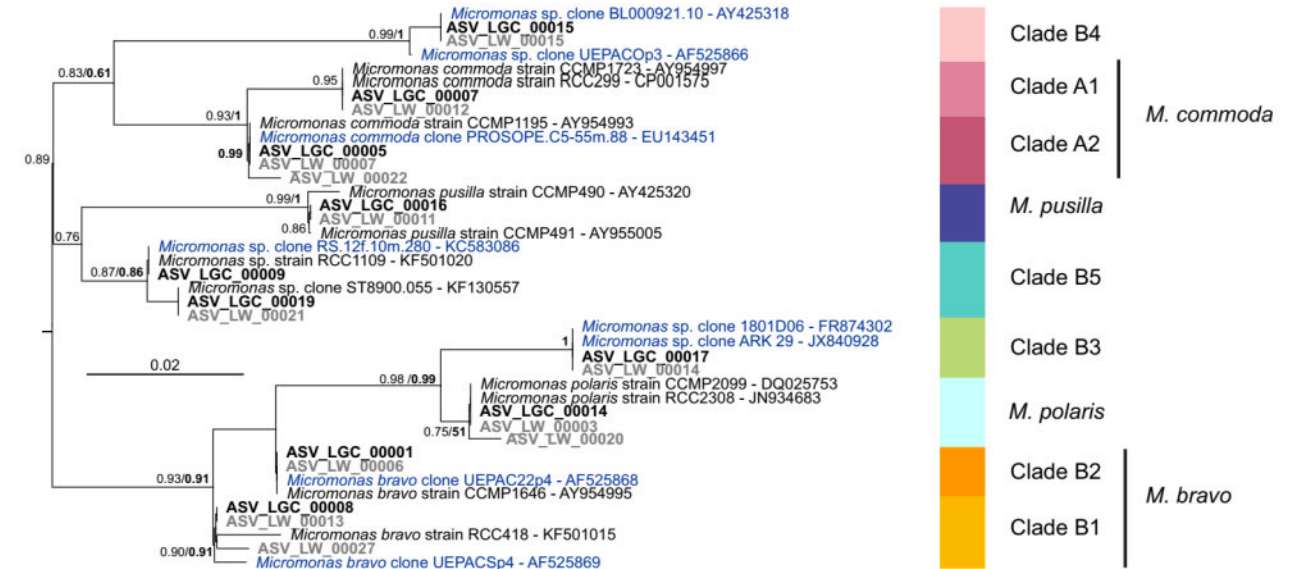 Micromonas sp. clone BL000921.10 - AY425318
ASV_LGC_00015
ASV_LW_00015
0.99/1
Micromonas sp. clone UEPACOp3 - AF525866
0.83/0.61
Micromonas commoda strain CCMP1723 - AY954997
Micromonas commoda strain RCC299 - CP001575
0.95
ASV_LGC_00007
ASV_LW_00012
0.93/1
Micromonas commoda strain CCMP1195 - AY954993
Micromonas commoda clone PROSOPE.C5-55m.88 - EU143451
0.99
ASV_LGC_00005
ASV_LW_00007
ASV_LW_00022
0.89
Micromonas pusilla strain CCMP490 - AY425320
0.99/1
ASV_LGC_00016
ASV_LW_00011
0.86
Micromonas pusilla strain CCMP491 - AY955005
0.76
Micromonas sp. clone RS.12f.10m.280 - KC583086
Micromonas sp. strain RCC1109 - KF501020
0.87/0.86
ASV_LGC_00009
Micromonas sp. clone ST8900.055 - KF130557
ASV_LGC_00019
ASV_LW_00021
Micromonas sp. clone 1801D06 - FR874302
Micromonas sp. clone ARK 29 - JX840928
1
ASV_LGC_00017
ASV_LW_00014
0.02
0.98 /0.99
Micromonas polaris strain CCMP2099 - DQ025753
Micromonas polaris strain RCC2308 - JN934683
ASV_LGC_00014
ASV_LW_00003
0.75/51
ASV_LW_00020
ASV_LGC_00001
ASV_LW_00006
0.93/0.91
Micromonas bravo clone UEPAC22p4 - AF525868
Micromonas bravo strain CCMP1646 - AY954995
ASV_LGC_00008
ASV_LW_00013
Micromonas bravo strain RCC418 - KF501015
0.90/0.91
ASV_LW_00027
Micromonas bravo clone UEPACSp4 - AF525869
Clade B4
Clade A1
M. commoda
Clade A2
M. pusilla
Clade B5
Clade B3
M. polaris
Clade B2
M. bravo
Clade B1